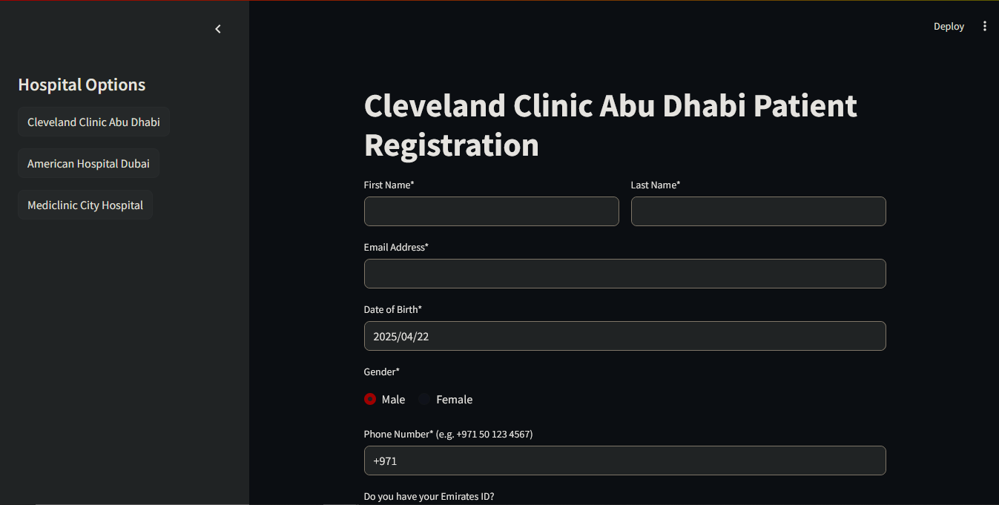 Deploy
Hospital Options
Cleveland Clinic Abu Dhabi
American Hospital Dubai
Mediclinic City Hospital
Cleveland Clinic Abu Dhabi Patient
Registration
First Name*
Last Name*
Email Address*
Date of Birth*
2025/04/22
Gender*
Male
Female
Phone Number* (e.g. +971 50 123 4567)
+971
Do you have your Emirates ID?